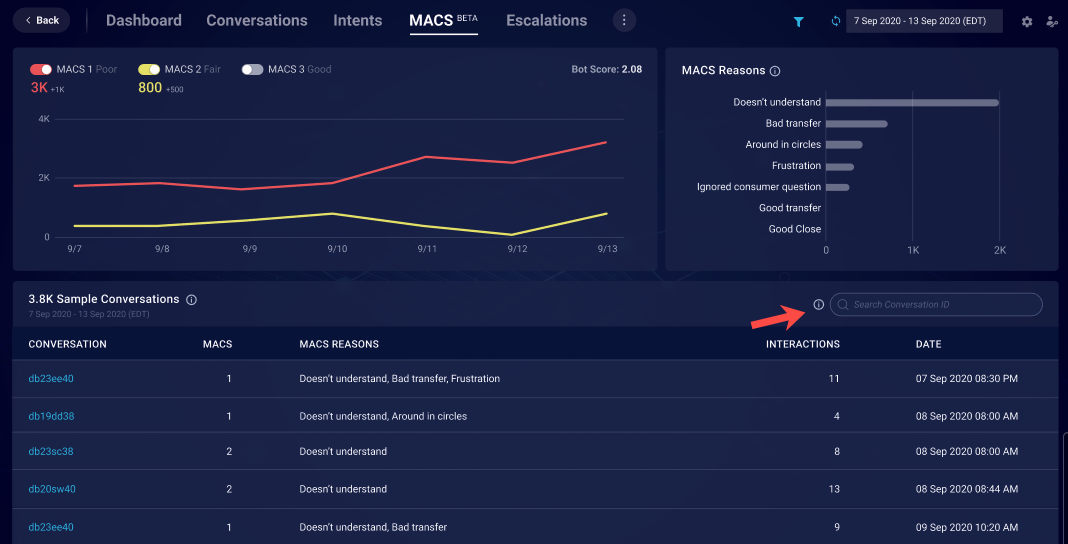 Back Dashboard Conversations Intents MACS BETA Escalations 7 Sep 2020 - 13 Sep 2020 (EDT)
MACS 1 Poor MACS 2 Fair MACS 3 Good Bot Score: 2.08
3K +1K 800 +500
4K
2K
0
9/7 9/8 9/9 9/10 9/11 9/12 9/13
MACS Reasons
Doesn't understand
Bad transfer
Around in circles
Frustration
Ignored consumer question
Good transfer
Good Close
0 1K 2K
3.8K Sample Conversations
7 Sep 2020 - 13 Sep 2020 (EDT)
Search Conversation ID
CONVERSATION MACS MACS REASONS INTERACTIONS DATE
db23ee40 1 Doesn't understand, Bad transfer, Frustration 11 07 Sep 2020 08:30 PM
db19dd38 1 Doesn't understand, Around in circles 4 08 Sep 2020 08:00 AM
db23sc38 2 Doesn't understand 8 08 Sep 2020 08:00 AM
db20sw40 2 Doesn't understand 13 08 Sep 2020 08:44 AM
db23ee40 1 Doesn't understand, Bad transfer 9 09 Sep 2020 10:20 AM